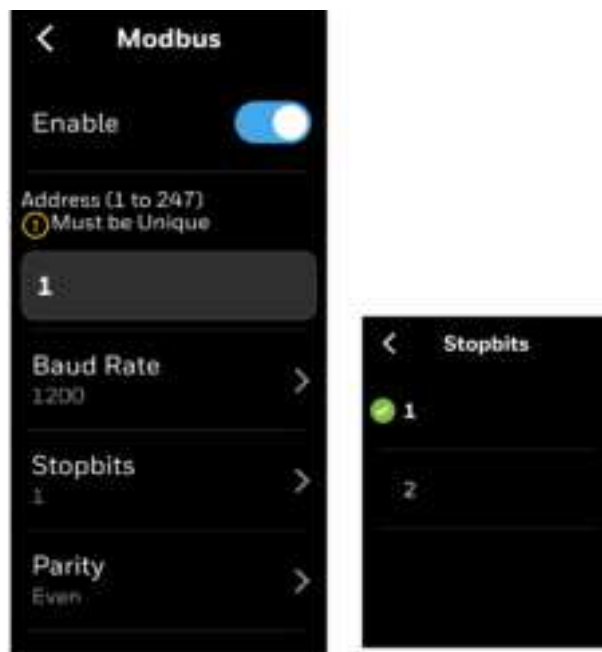 Modbus
Enable
Address (1 to 247)
! Must be Unique
1
Baud Rate
1200
Stopbits
1
Parity
Even
Stopbits
1
2